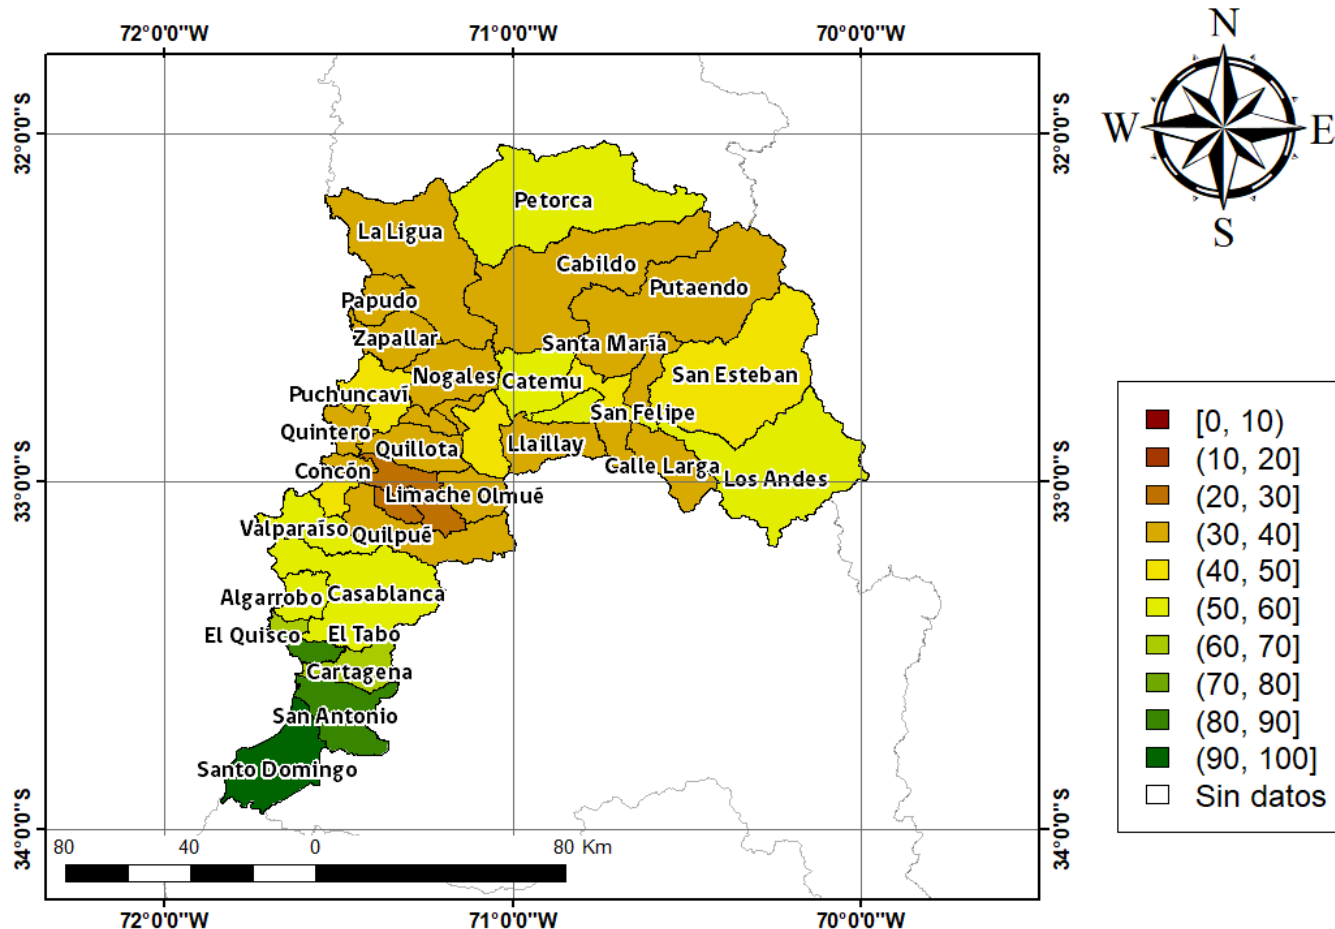 72°0'0"W 71°0'0"W 70°0'0"W
N
W E
S
32°0'0"S 32°0'0"S
Petorca
La Ligua
Cabildo
Putaendo
Papudo
Zapallar Santa María
Nogales Catemu San Esteban
Puchuncaví
San Felipe
Quintero
Quillota Llaillay
Concón Calle Larga
Los Andes
33°0'0"S 33°0'0"S
Limache Olmué
Valparaíso Quilpué
Algarrobo Casablanca
El Quisco El Tabo
Cartagena
San Antonio
Santo Domingo
34°0'0"S 34°0'0"S
80 40 0 80 Km
72°0'0"W 71°0'0"W 70°0'0"W
[0, 10)
(10, 20]
(20, 30]
(30, 40]
(40, 50]
(50, 60]
(60, 70]
(70, 80]
(80, 90]
(90, 100]
Sin datos